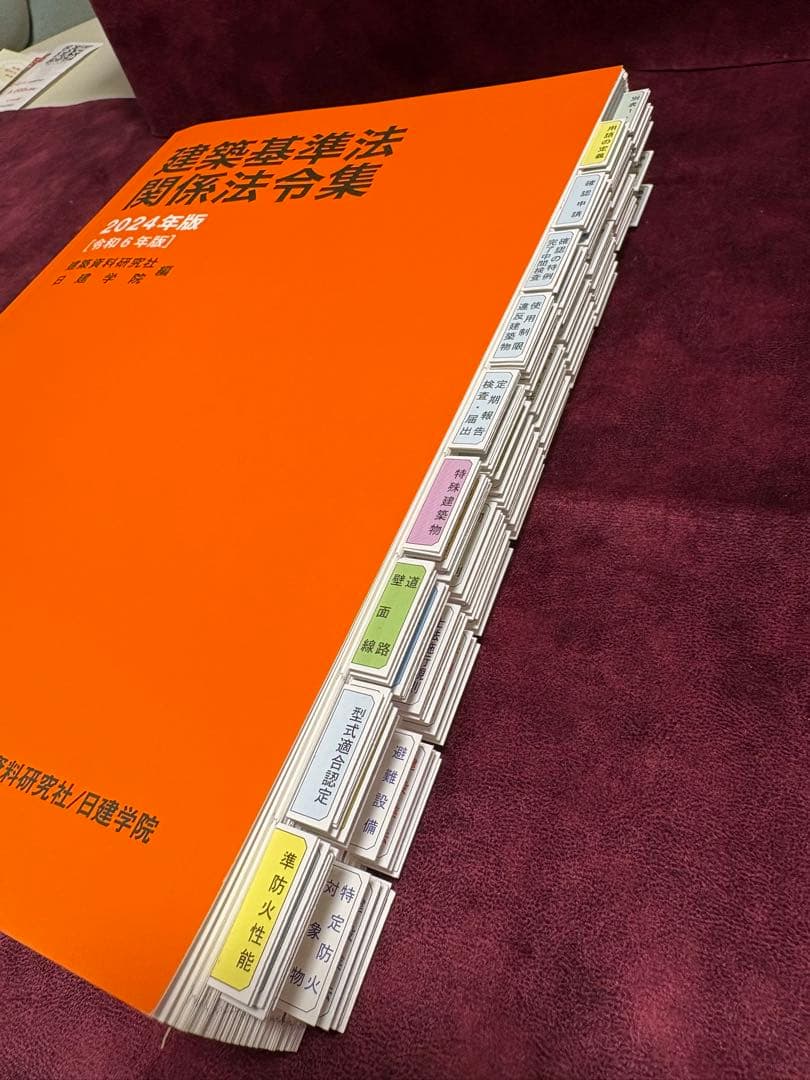 建築基準法
関係法令集
2024年版
[令和6年版]
建築資料研究社
日建学院 編
資料研究社/日建学院
用語の定義
確認申請
確認の特例
完了中間検査
使用制限
違反建築物
定期報告
検査・届出
特殊建築物
道路
壁面線
型式適合認定
避難設備
準防火性能
特定防火
対象物